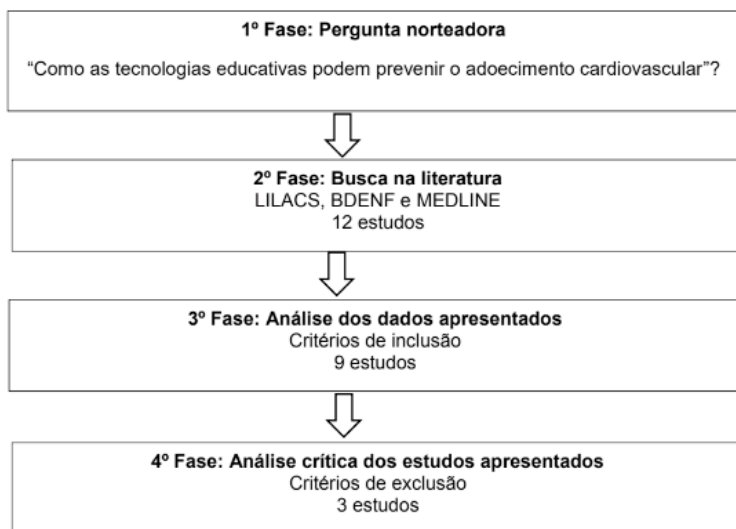 1º Fase: Pergunta norteadora
“Como as tecnologias educativas podem prevenir o adoecimento cardiovascular”?
2º Fase: Busca na literatura
LILACS, BDENF e MEDLINE
12 estudos
3º Fase: Análise dos dados apresentados
Critérios de inclusão
9 estudos
4º Fase: Análise crítica dos estudos apresentados
Critérios de exclusão
3 estudos